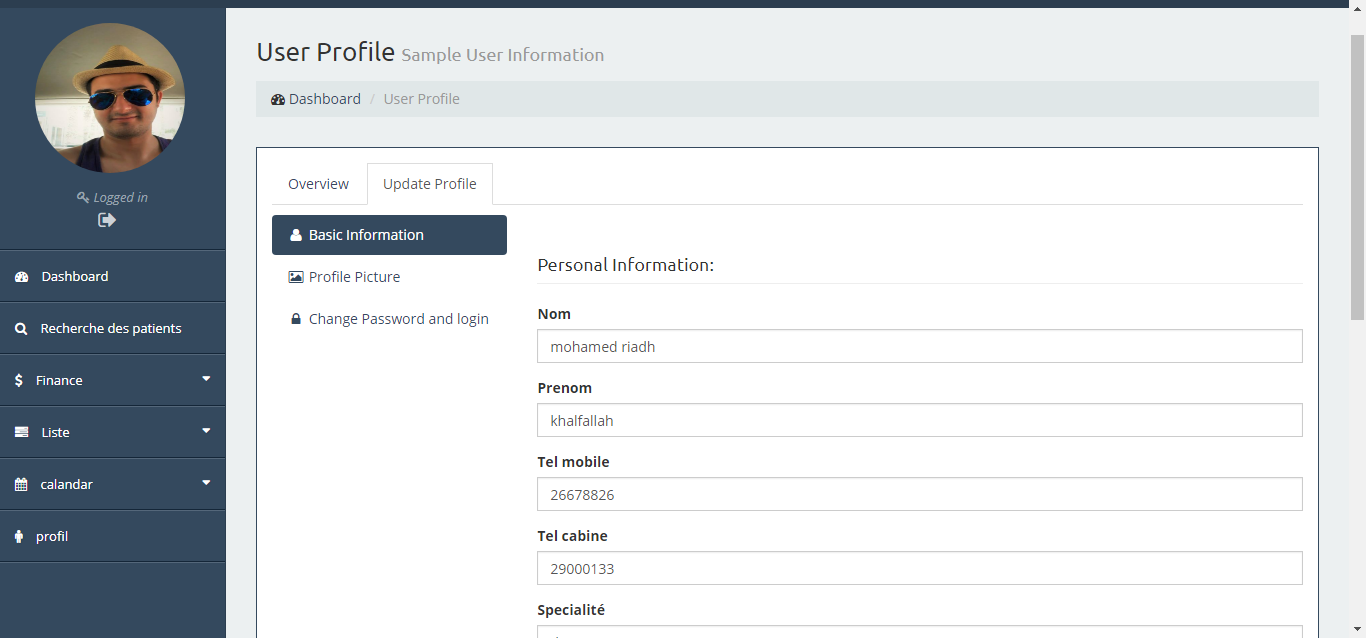 Logged in
Dashboard
Recherche des patients
Finance
Liste
calandar
profil
User Profile Sample User Information
Dashboard / User Profile
Overview
Update Profile
Basic Information
Profile Picture
Change Password and login
Personal Information:
Nom
mohamed riadh
Prenom
khalfallah
Tel mobile
26678826
Tel cabine
29000133
Specialité